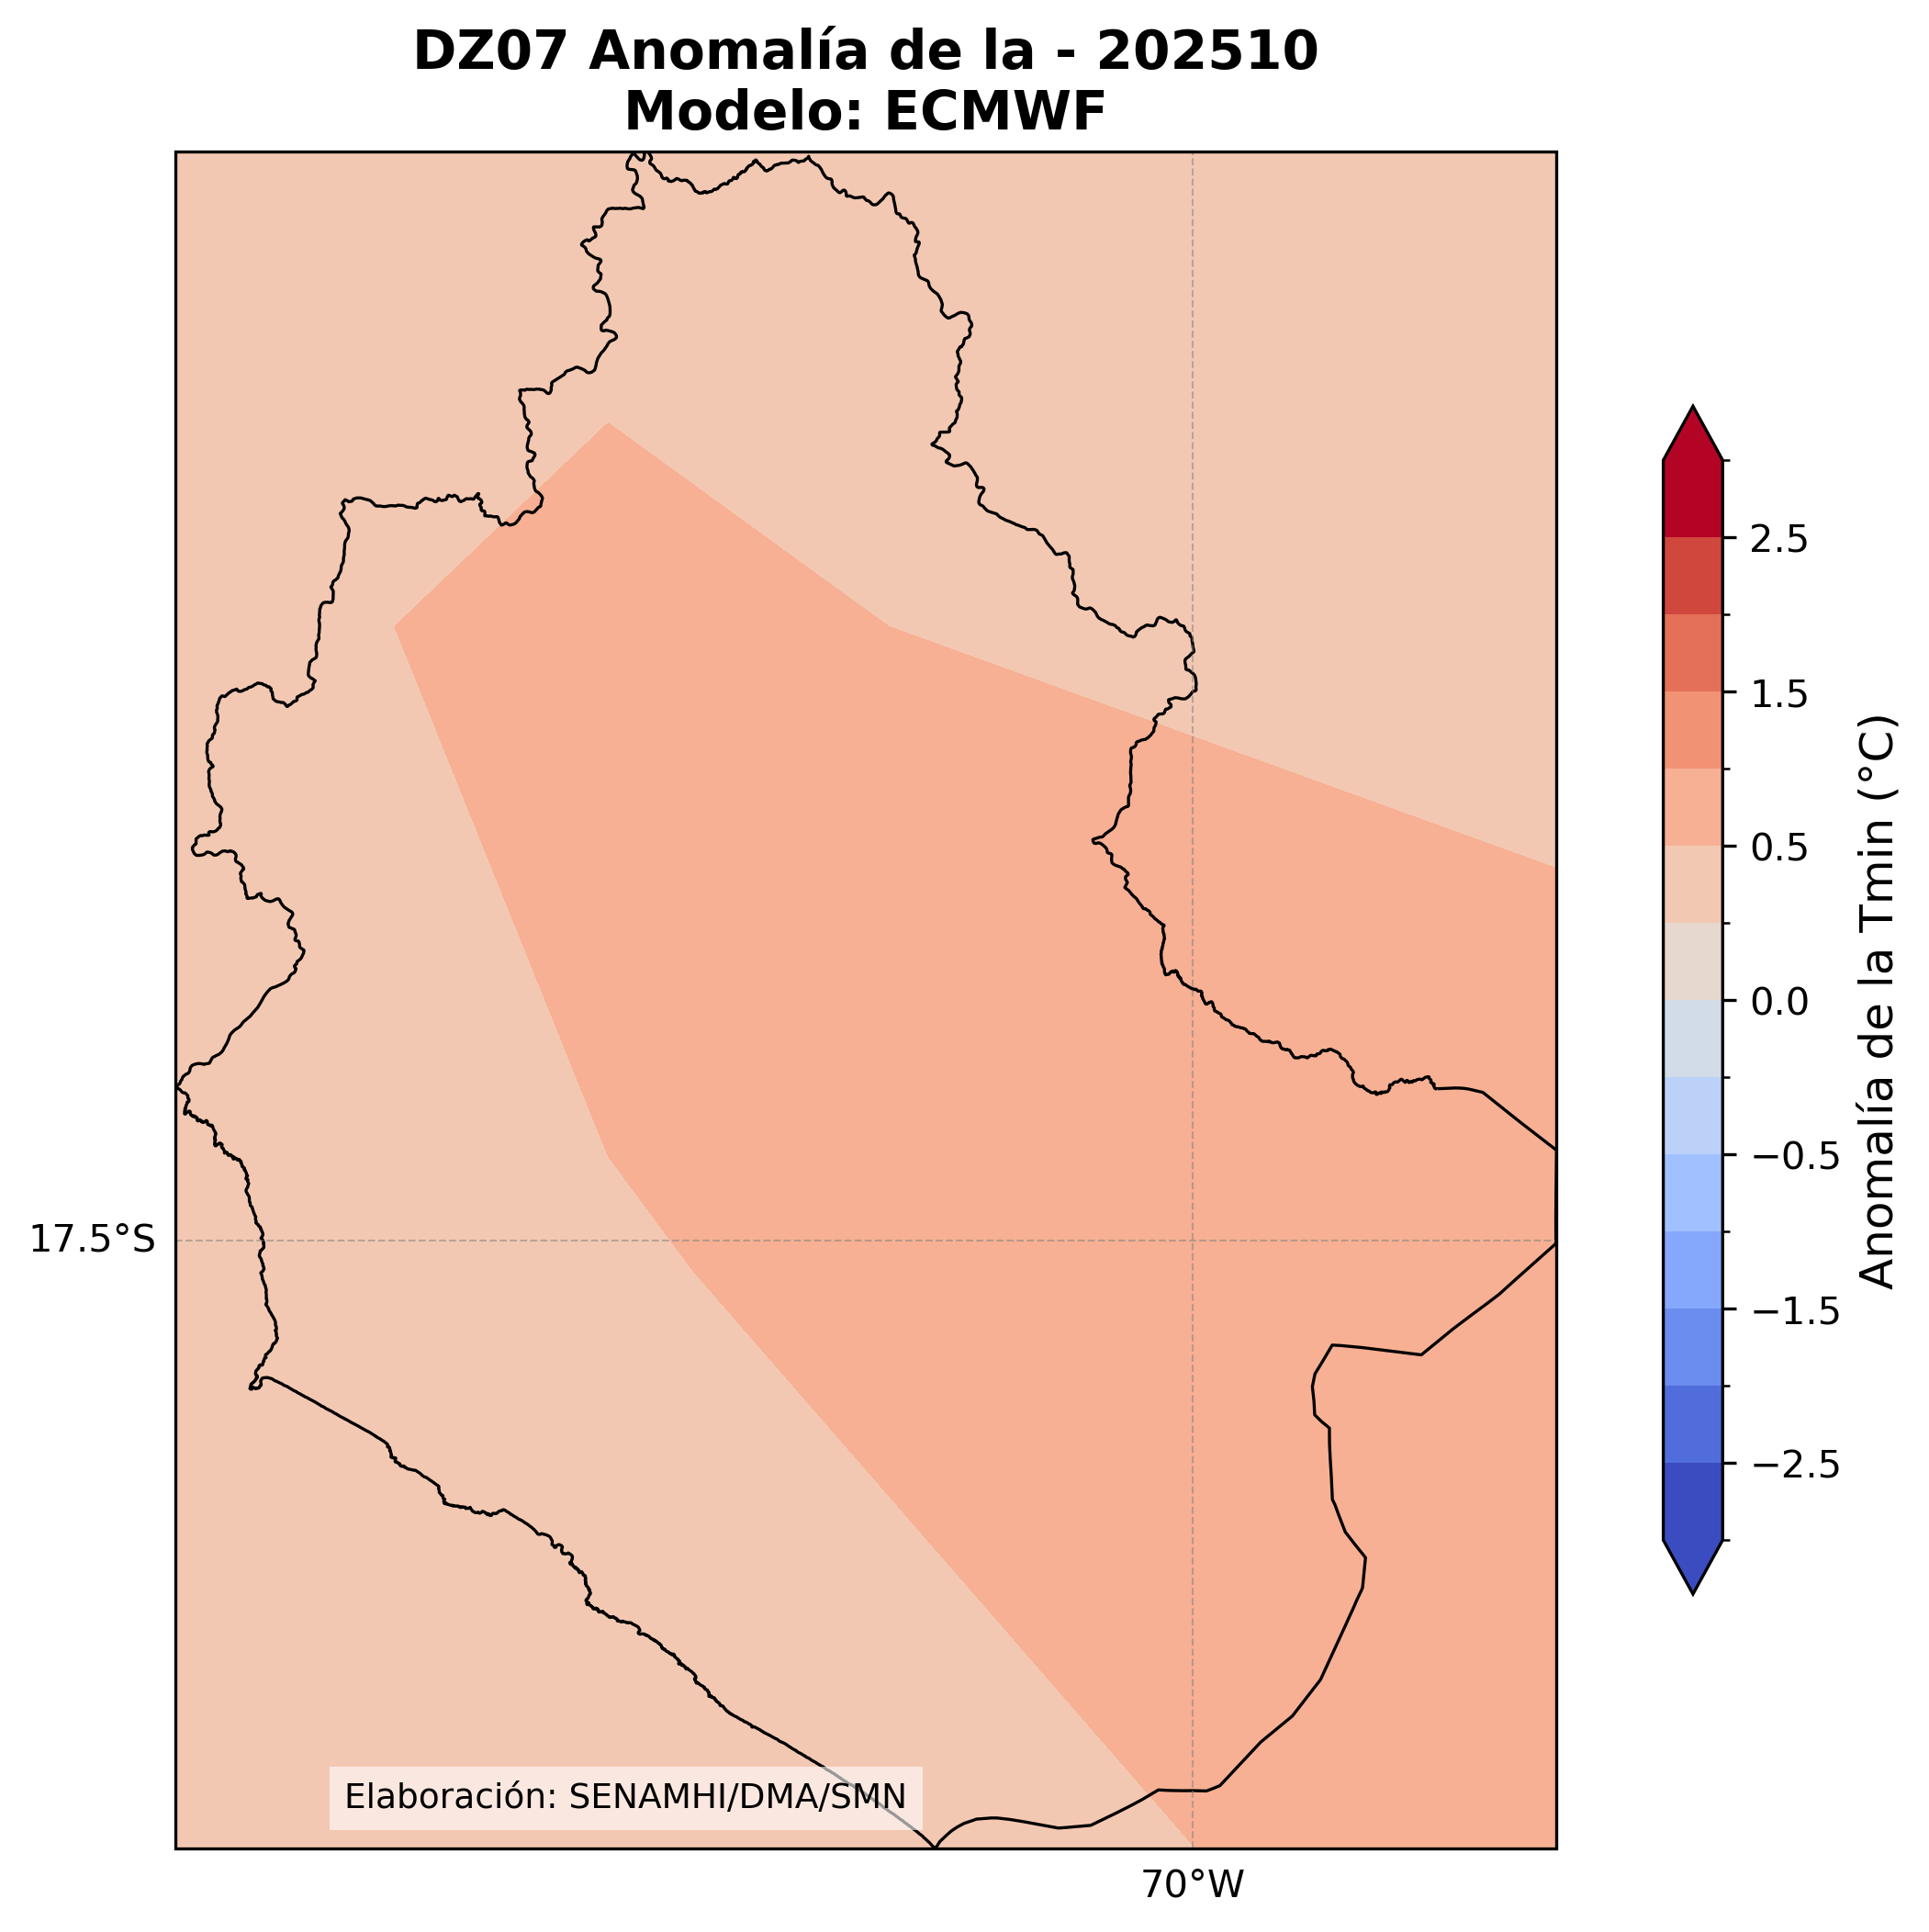 DZ07 Anomalía de la - 202510
Modelo: ECMWF
2.5
1.5
0.5
0.0
−0.5
−1.5
−2.5
Anomalía de la Tmin (°C)
17.5°S
Elaboración: SENAMHI/DMA/SMN
70°W